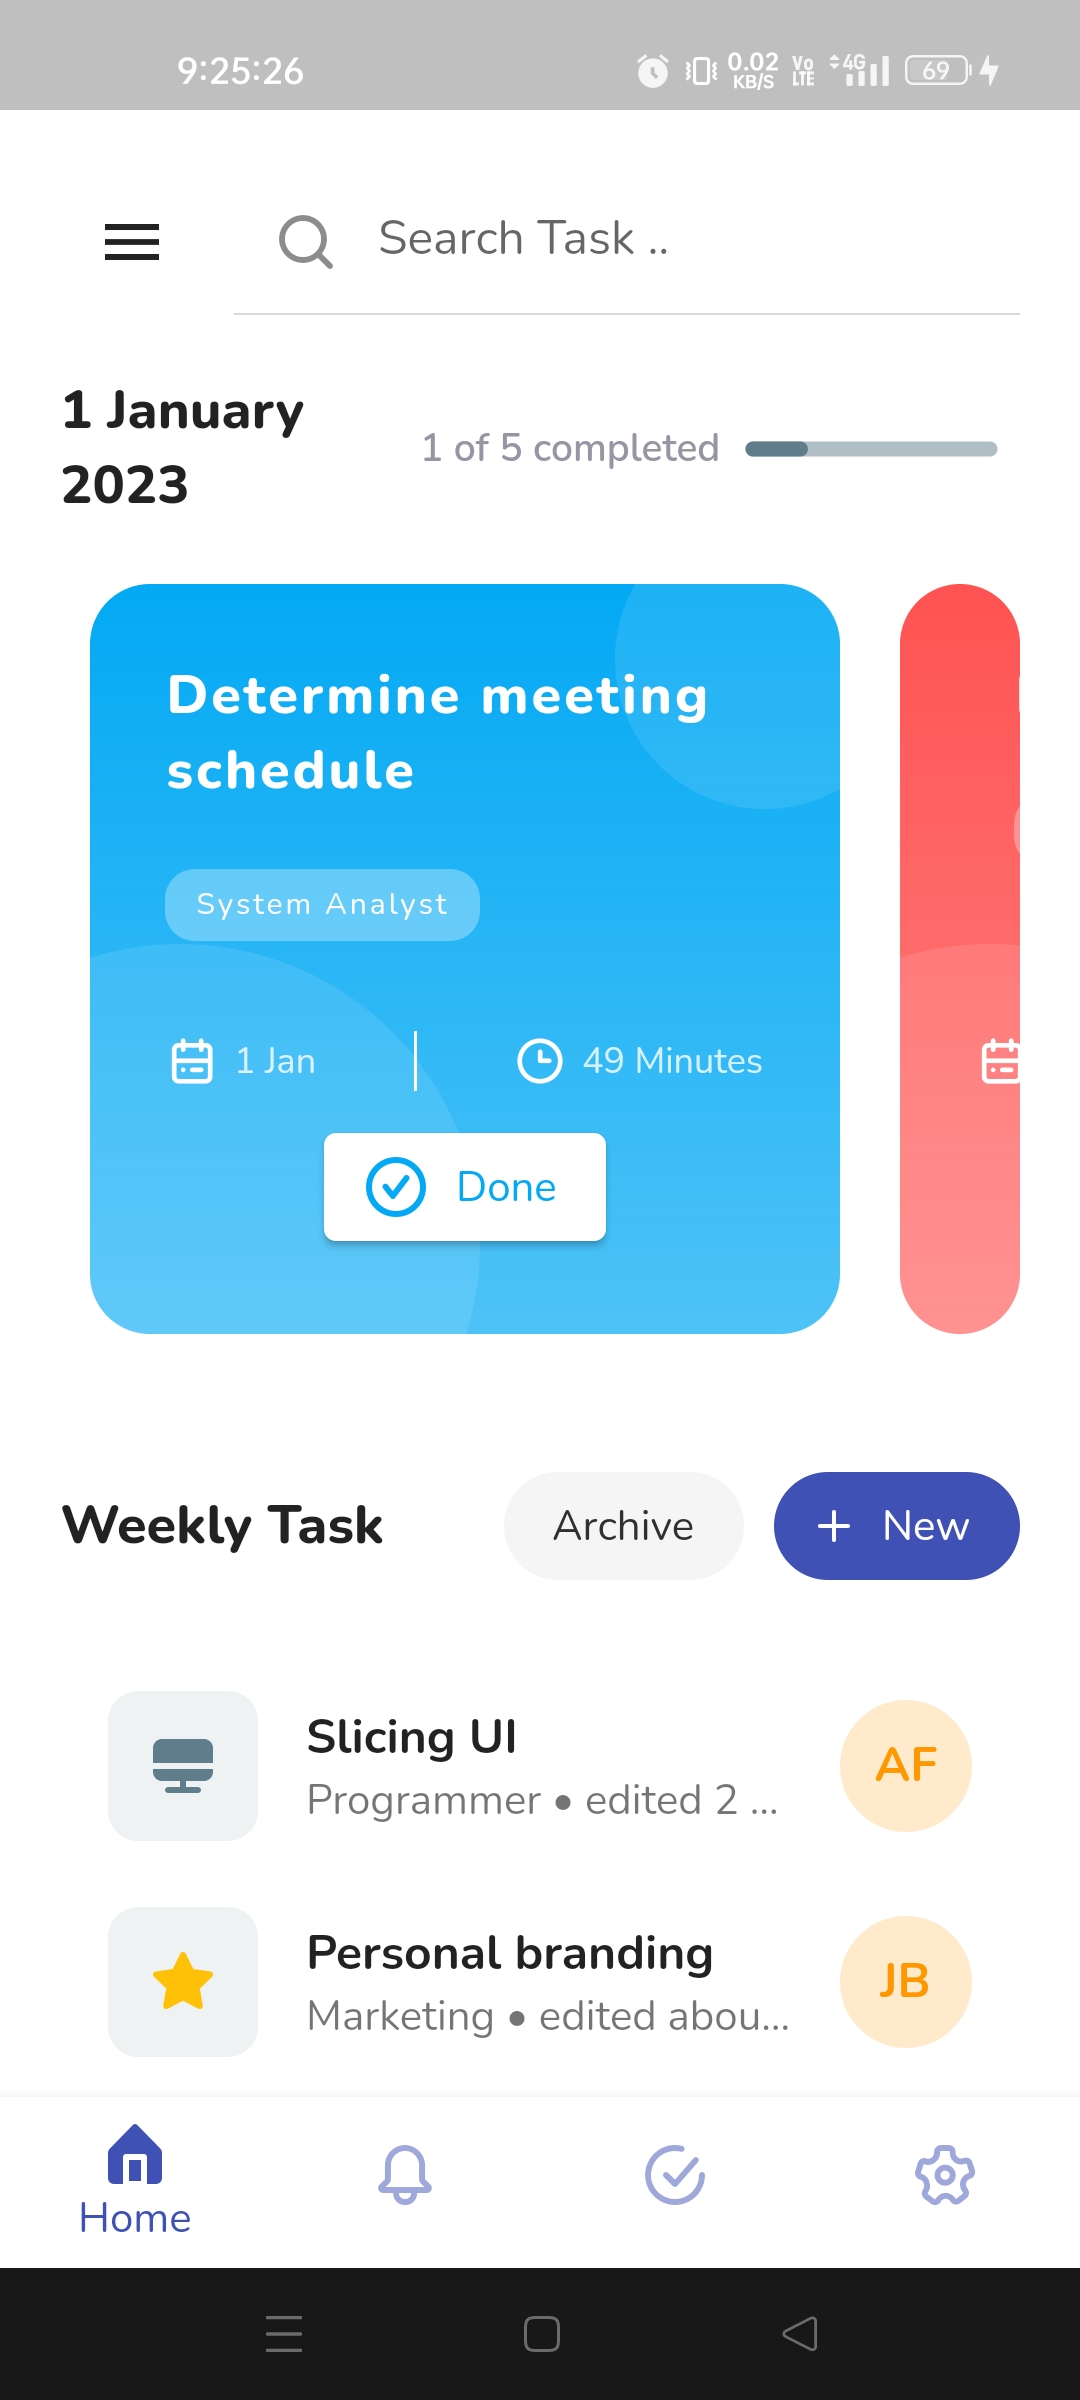 9:25:26
0.02
KB/S
Vo
LTE
4G
69
Search Task ..
1 January
2023
1 of 5 completed
Determine meeting
schedule
System Analyst
1 Jan
49 Minutes
Done
Weekly Task
Archive
New
Slicing UI
Programmer • edited 2 ...
AF
Personal branding
Marketing • edited abou...
JB
Home